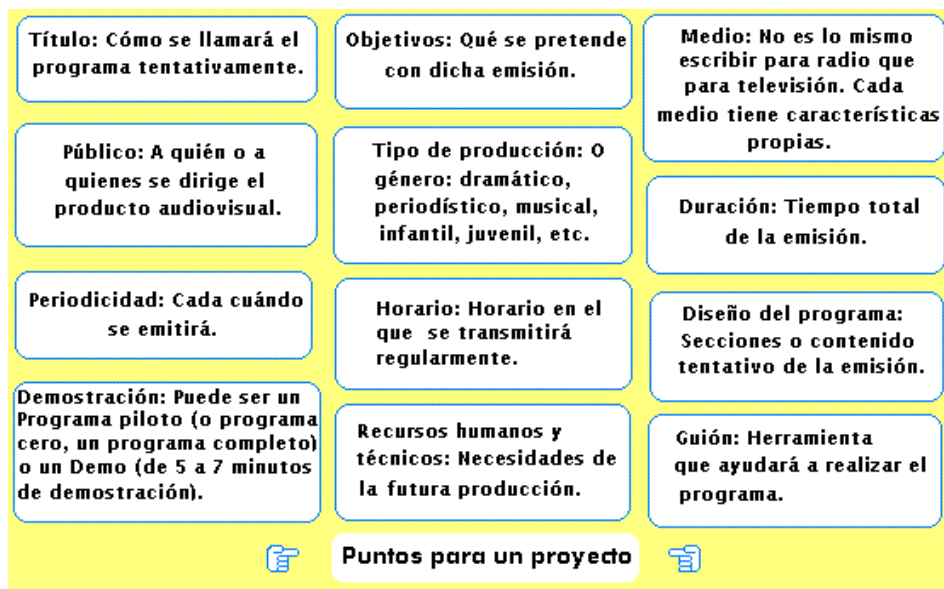 Título: Cómo se llamará el
programa tentativamente.
Objetivos: Qué se pretende
con dicha emisión.
Medio: No es lo mismo
escribir para radio que
para televisión. Cada
medio tiene características
propias.
Público: A quién o a
quienes se dirige el
producto audiovisual.
Tipo de producción: O
género: dramático,
periodístico, musical,
infantil, juvenil, etc.
Duración: Tiempo total
de la emisión.
Periodicidad: Cada cuándo
se emitirá.
Horario: Horario en el
que se transmitirá
regularmente.
Diseño del programa:
Secciones o contenido
tentativo de la emisión.
Demostración: Puede ser un
Programa piloto (o programa
cero, un programa completo)
o un Demo (de 5 a 7 minutos
de demostración).
Recursos humanos y
técnicos: Necesidades de
la futura producción.
Guión: Herramienta
que ayudará a realizar el
programa.
Puntos para un proyecto